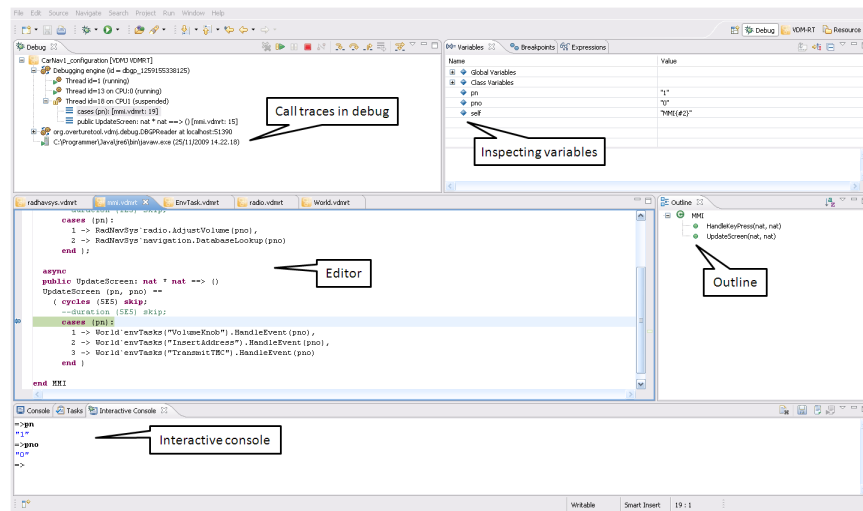 File Edit Source Navigate Search Project Run Window Help
Debug VDM-RT Resource
Debug
CarNav1_configuration [VDMJ VDMRT]
Debugging engine (id = dbgp_1259155338125)
Thread id=1 (running)
Thread id=13 on CPU:0 (running)
Thread id=18 on CPU1 (suspended)
cases (pn): [mmi.vdmrt: 19]
public UpdateScreen: nat * nat ==> () [mmi.vdmrt: 15]
org.overturetool.vdmj.debug.DBGPReader at localhost:51390
C:\Programmer\Java\jre6\bin\javaw.exe (25/11/2009 14.22.18)
Call traces in debug
Variables Breakpoints Expressions
Name Value
Global Variables
Class Variables
pn "1"
pno "0"
self "MMI{#2}"
Inspecting variables
radnavsys.vdmrt mmi.vdmrt EnvTask.vdmrt radio.vdmrt World.vdmrt
--duration (5E5) skip;
cases (pn):
1 -> RadNavSys`radio.AdjustVolume(pno),
2 -> RadNavSys`navigation.DatabaseLookup(pno)
end );
async
public UpdateScreen: nat * nat ==> ()
UpdateScreen (pn, pno) ==
( cycles (5E5) skip;
--duration (5E5) skip;
cases (pn):
1 -> World`envTasks("VolumeKnob").HandleEvent(pno),
2 -> World`envTasks("InsertAddress").HandleEvent(pno),
3 -> World`envTasks("TransmitTMC").HandleEvent(pno)
end )
end MMI
Editor
Outline
MMI
HandleKeyPress(nat, nat)
UpdateScreen(nat, nat)
Outline
Console Tasks Interactive Console
=>pn
"1"
=>pno
"0"
=>
Interactive console
Writable Smart Insert 19 : 1